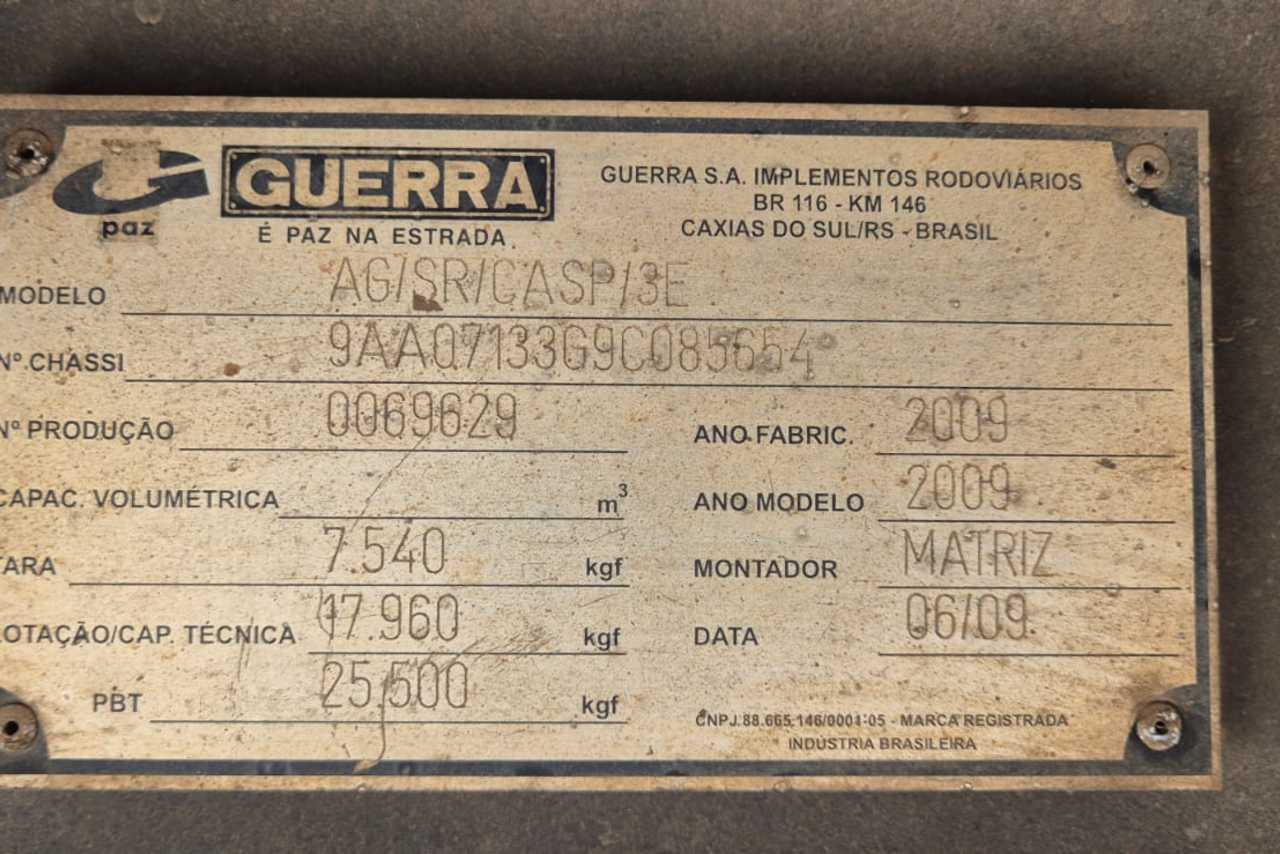 paz
GUERRA
É PAZ NA ESTRADA
GUERRA S.A. IMPLEMENTOS RODOVIÁRIOS
BR 116 - KM 146
CAXIAS DO SUL/RS - BRASIL
MODELO AG/SR/CASP/3E
Nº CHASSI 9AA07133G9C085654
Nº PRODUÇÃO 0069629 ANO FABRIC. 2009
CAPAC. VOLUMÉTRICA m³ ANO MODELO 2009
TARA 7.540 kgf MONTADOR MATRIZ
LOTAÇÃO/CAP. TÉCNICA 17.960 kgf DATA 06/09
PBT 25.500 kgf
CNPJ.88.665.146/0001-05 - MARCA REGISTRADA
INDÚSTRIA BRASILEIRA